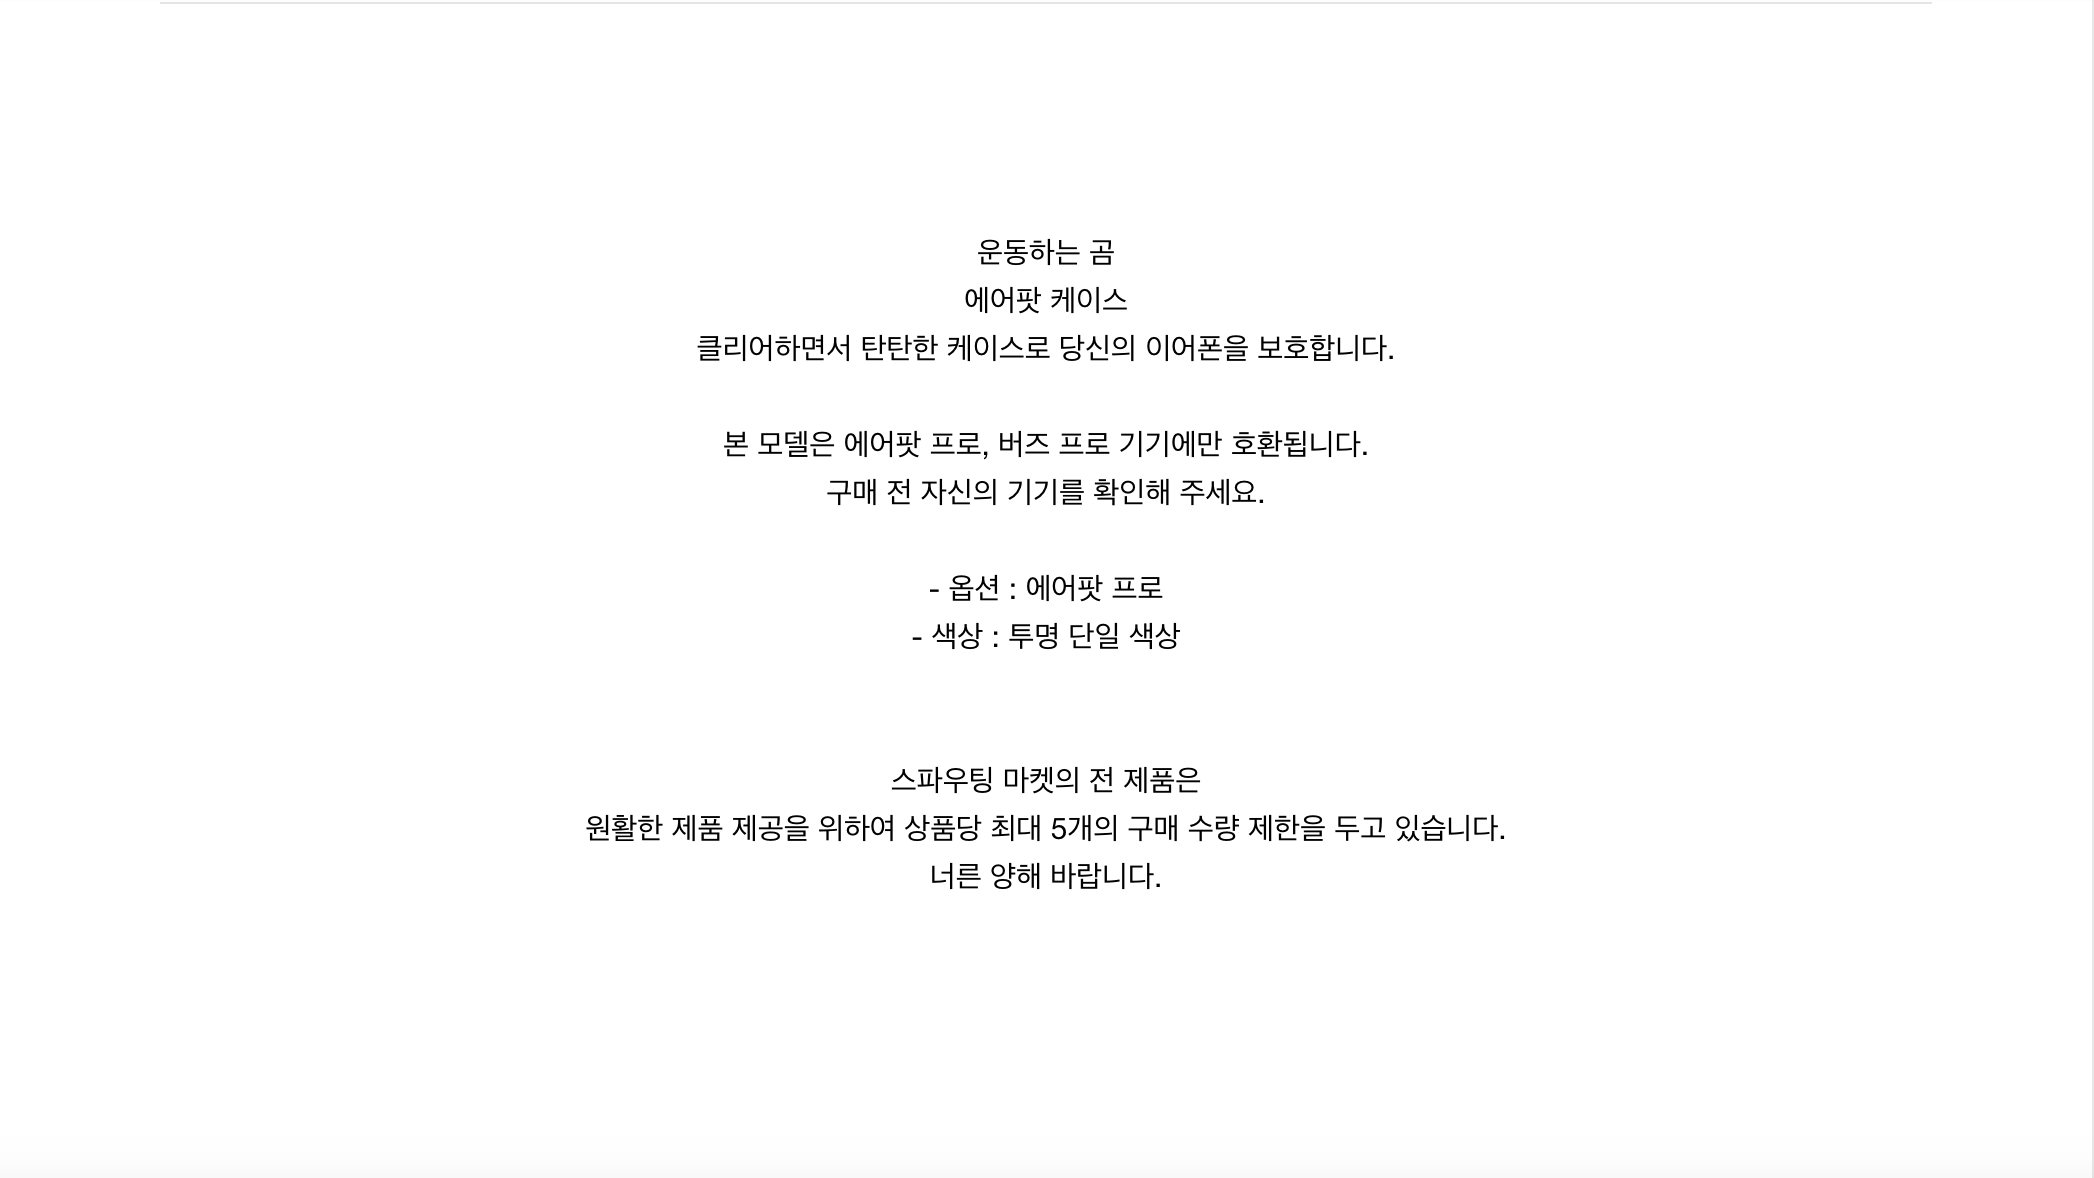 운동하는 곰
에어팟 케이스
클리어하면서 탄탄한 케이스로 당신의 이어폰을 보호합니다.
본 모델은 에어팟 프로, 버즈 프로 기기에만 호환됩니다.
구매 전 자신의 기기를 확인해 주세요.
- 옵션 : 에어팟 프로
- 색상 : 투명 단일 색상
스파우팅 마켓의 전 제품은
원활한 제품 제공을 위하여 상품당 최대 5개의 구매 수량 제한을 두고 있습니다.
너른 양해 바랍니다.